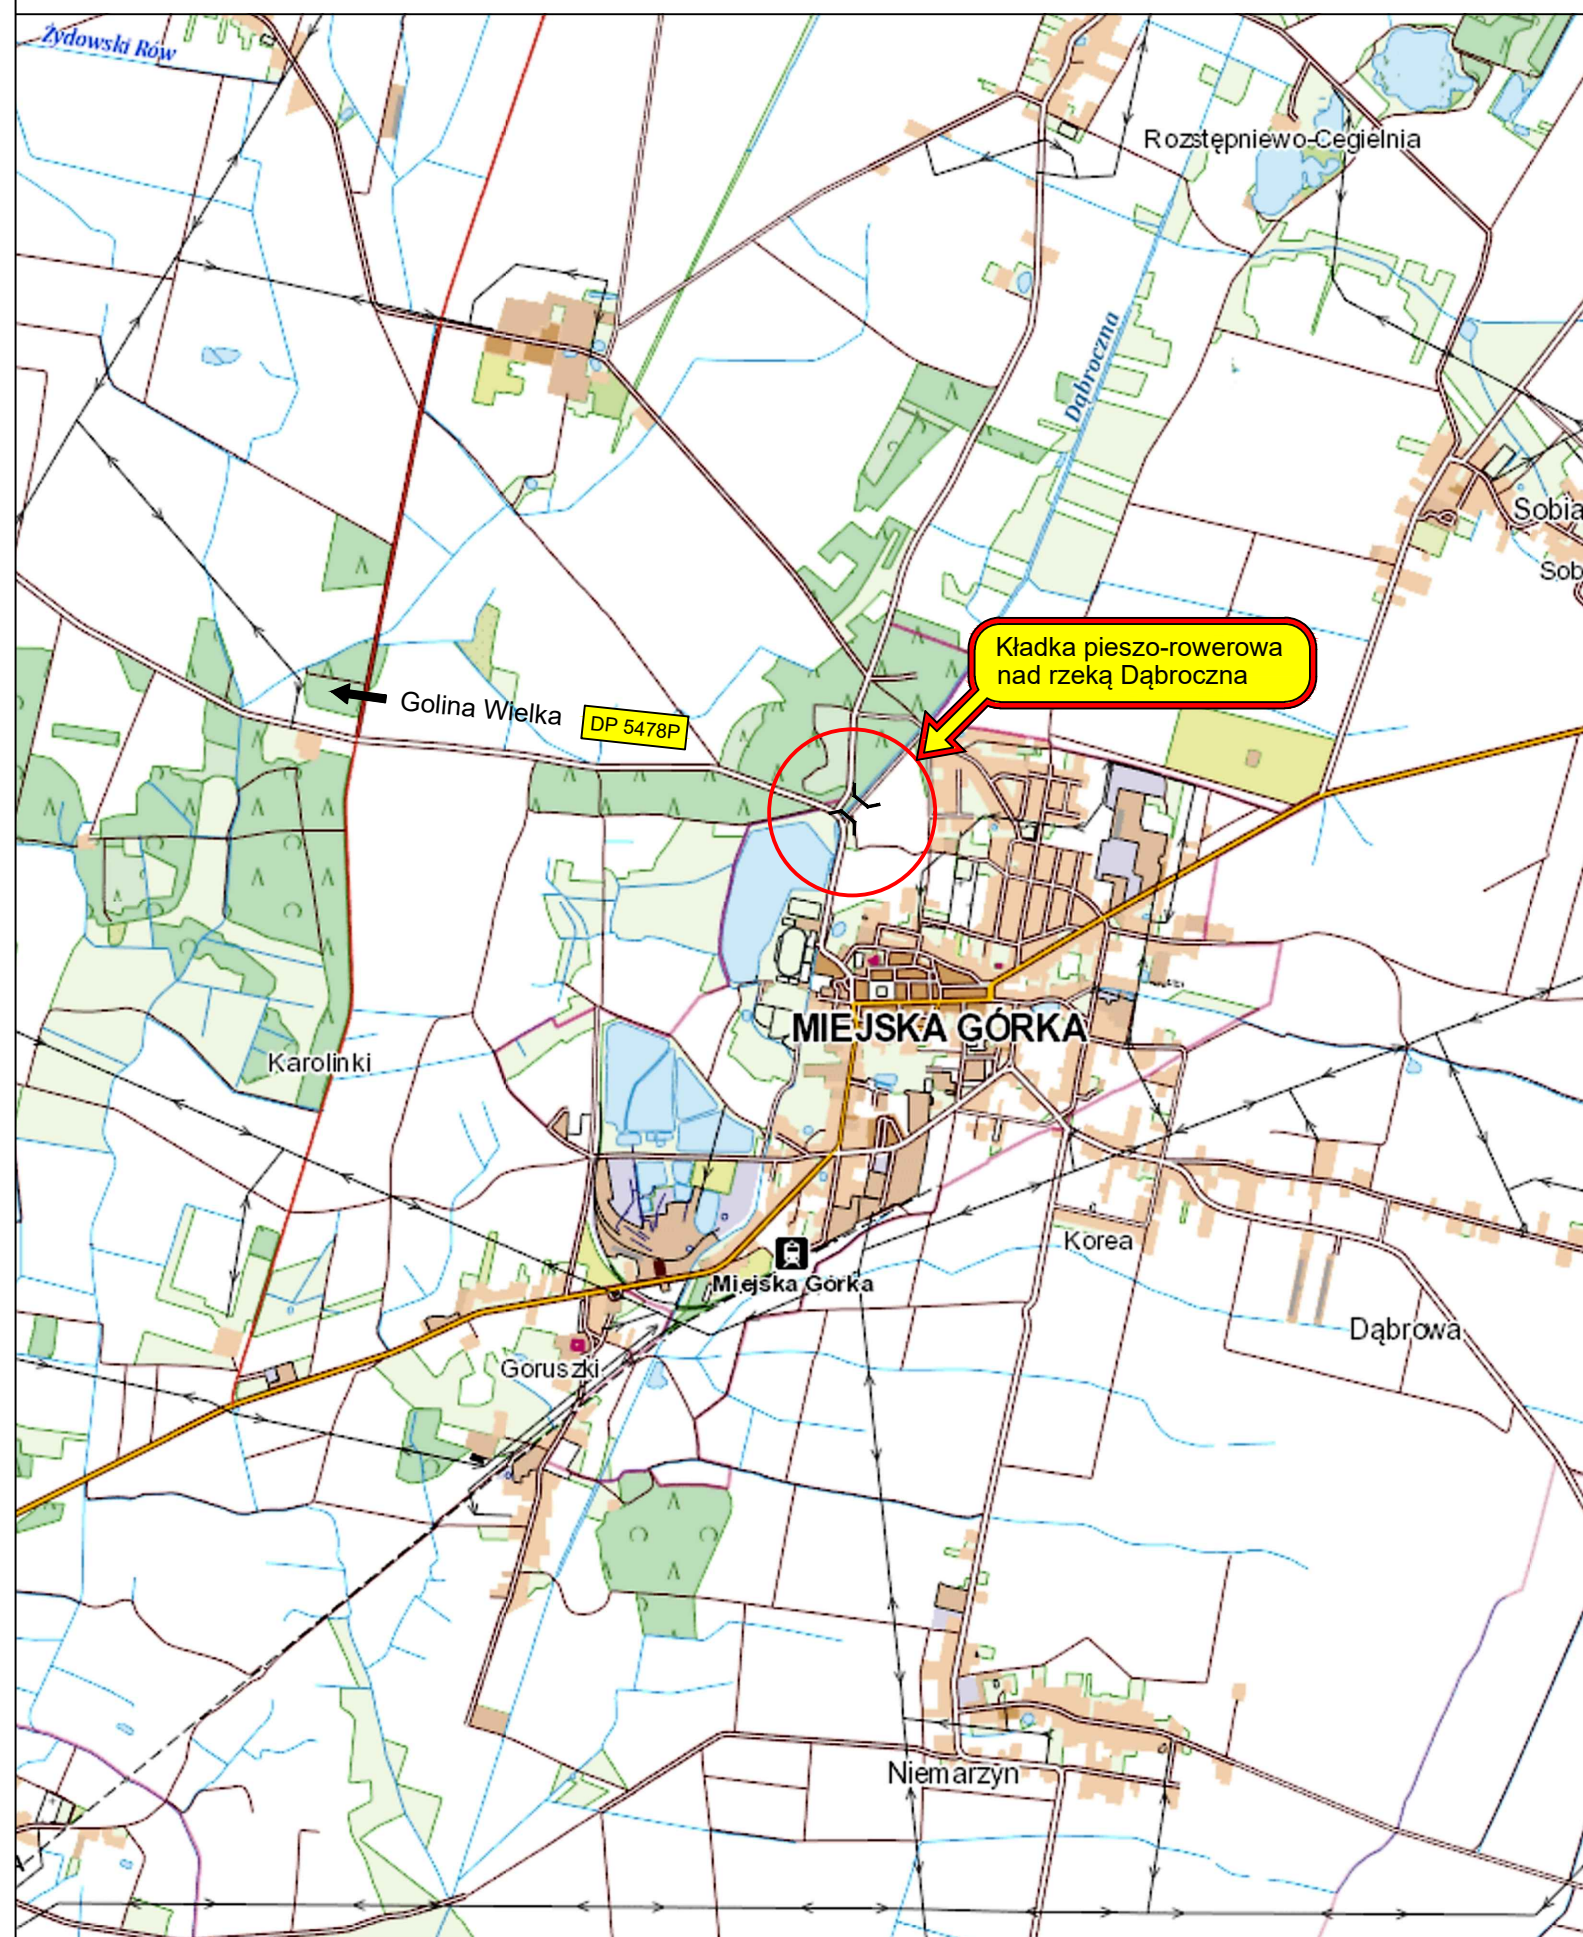 Żydowski Rów
Rozstępniewo-Cegielnia
Dąbroczna
Sobia
Sob
Kładka pieszo-rowerowa
nad rzeką Dąbroczna
Golina Wielka
DP 5478P
MIEJSKA GÓRKA
Karolinki
Korea
Miejska Górka
Dąbrowa
Goruszki
Niemarzyn